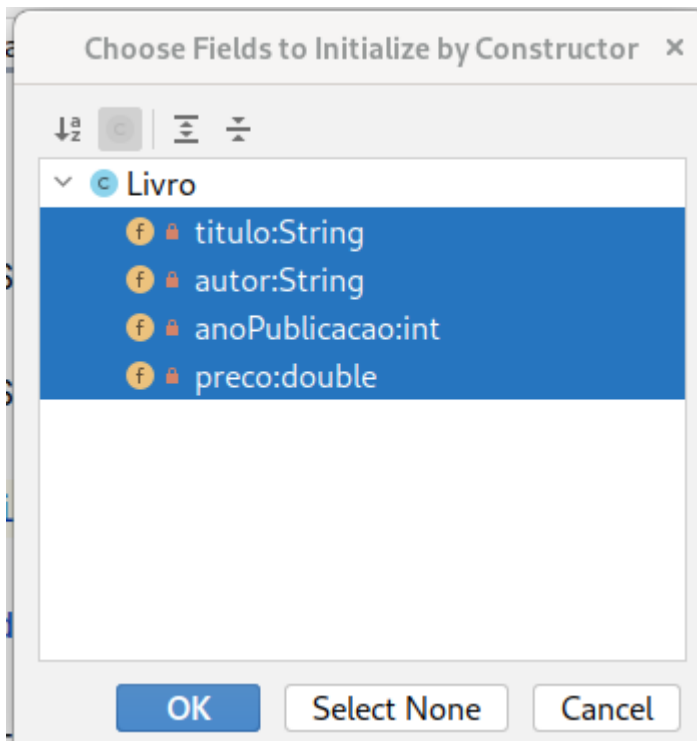 Choose Fields to Initialize by Constructor
Livro
titulo:String
autor:String
anoPublicacao:int
preco:double
OK Select None Cancel